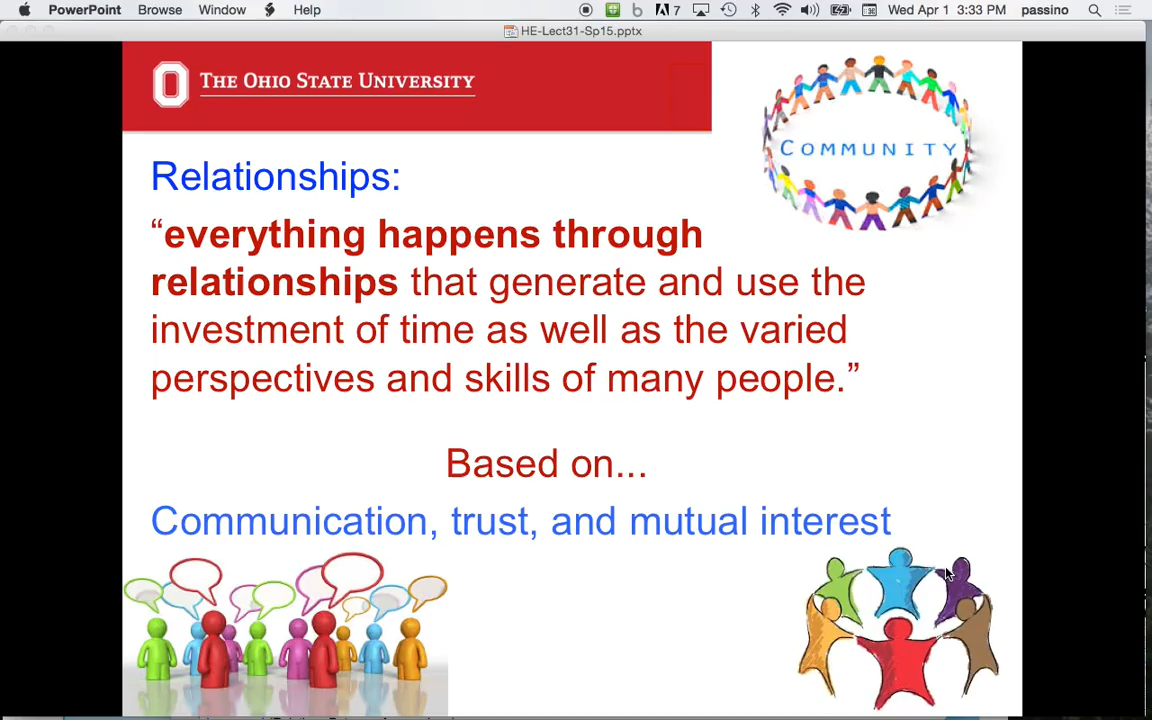 PowerPoint Browse Window Help 7 Wed Apr 1 3:33 PM passino
HE-Lect31-Sp15.pptx
THE OHIO STATE UNIVERSITY
COMMUNITY
Relationships:
“everything happens through
relationships that generate and use the
investment of time as well as the varied
perspectives and skills of many people.”
Based on...
Communication, trust, and mutual interest